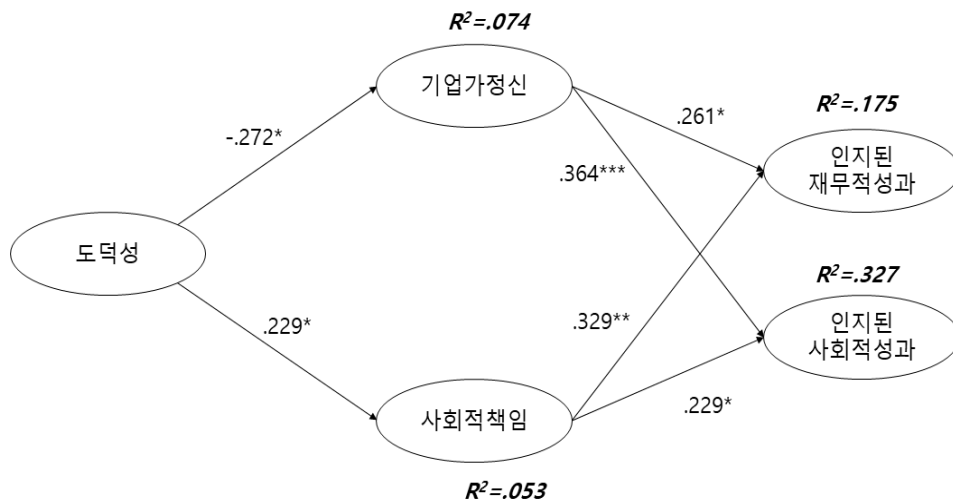 R²=.074
기업가정신
-.272*
.261*
R²=.175
인지된
재무적성과
.364***
도덕성
R²=.327
.229*
.329**
인지된
사회적성과
사회적책임
.229*
R²=.053